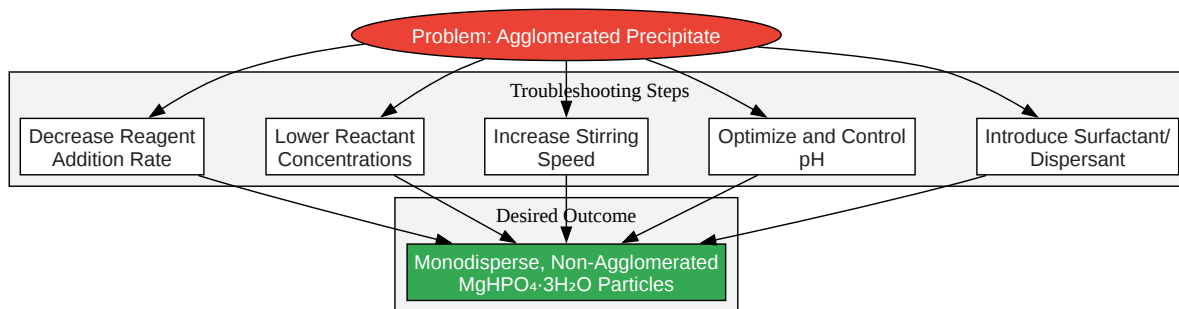 Problem: Agglomerated Precipitate
Troubleshooting Steps
Decrease Reagent
Addition Rate
Lower Reactant
Concentrations
Increase Stirring
Speed
Optimize and Control
pH
Introduce Surfactant/
Dispersant
Desired Outcome
Monodisperse, Non-Agglomerated
MgHPO₄·3H₂O Particles